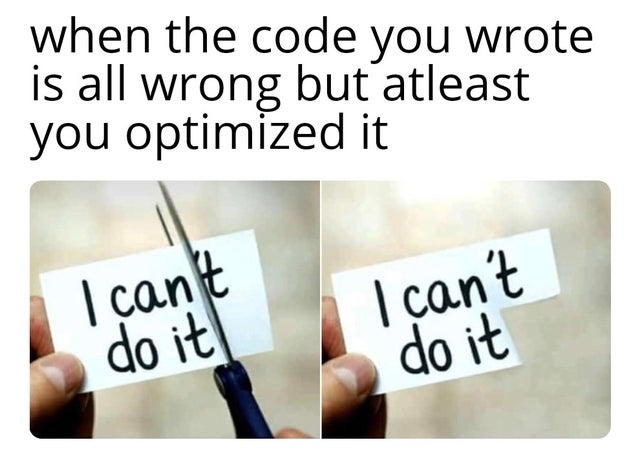 when the code you wrote
is all wrong but atleast
you optimized it
I can't
do it
I can't
do it